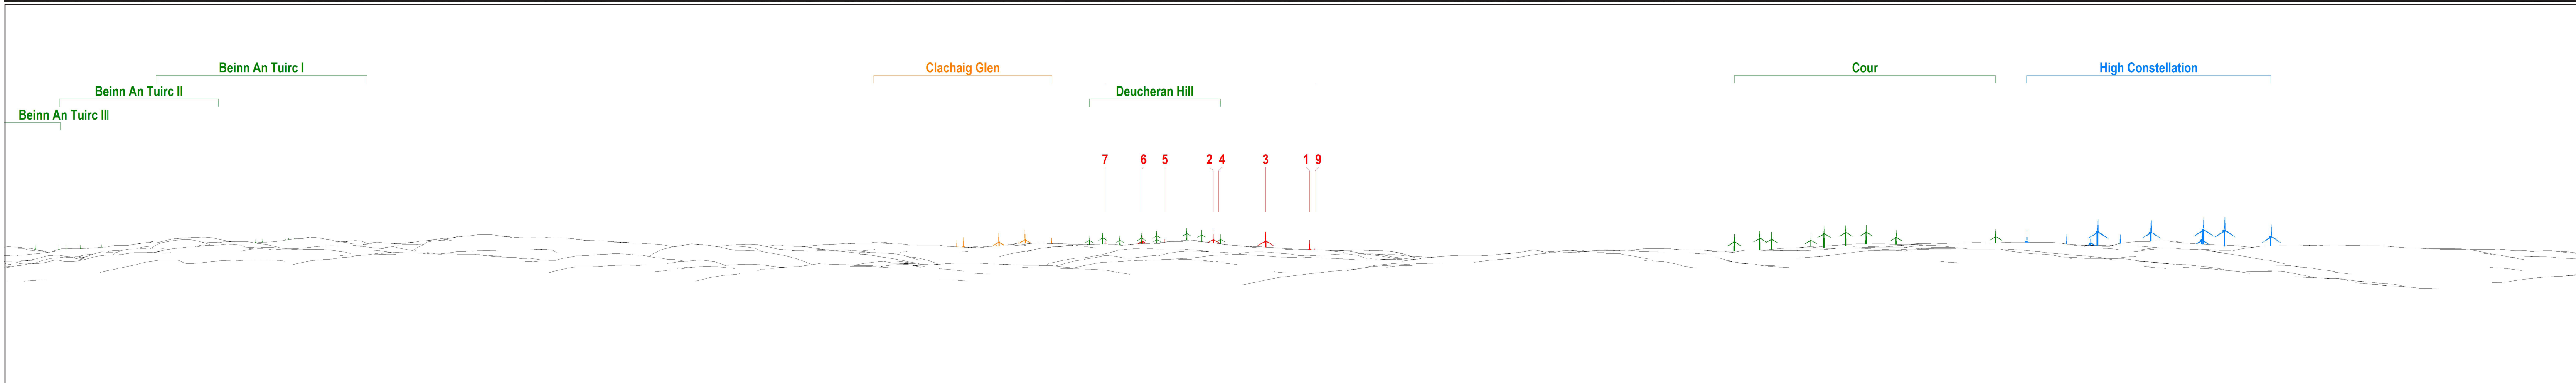 Beinn An Tuirc I
Clachaig Glen
Cour
High Constellation
Beinn An Tuirc II
Deucheran Hill
Beinn An Tuirc III
7 6 5 2 4 3 1 9